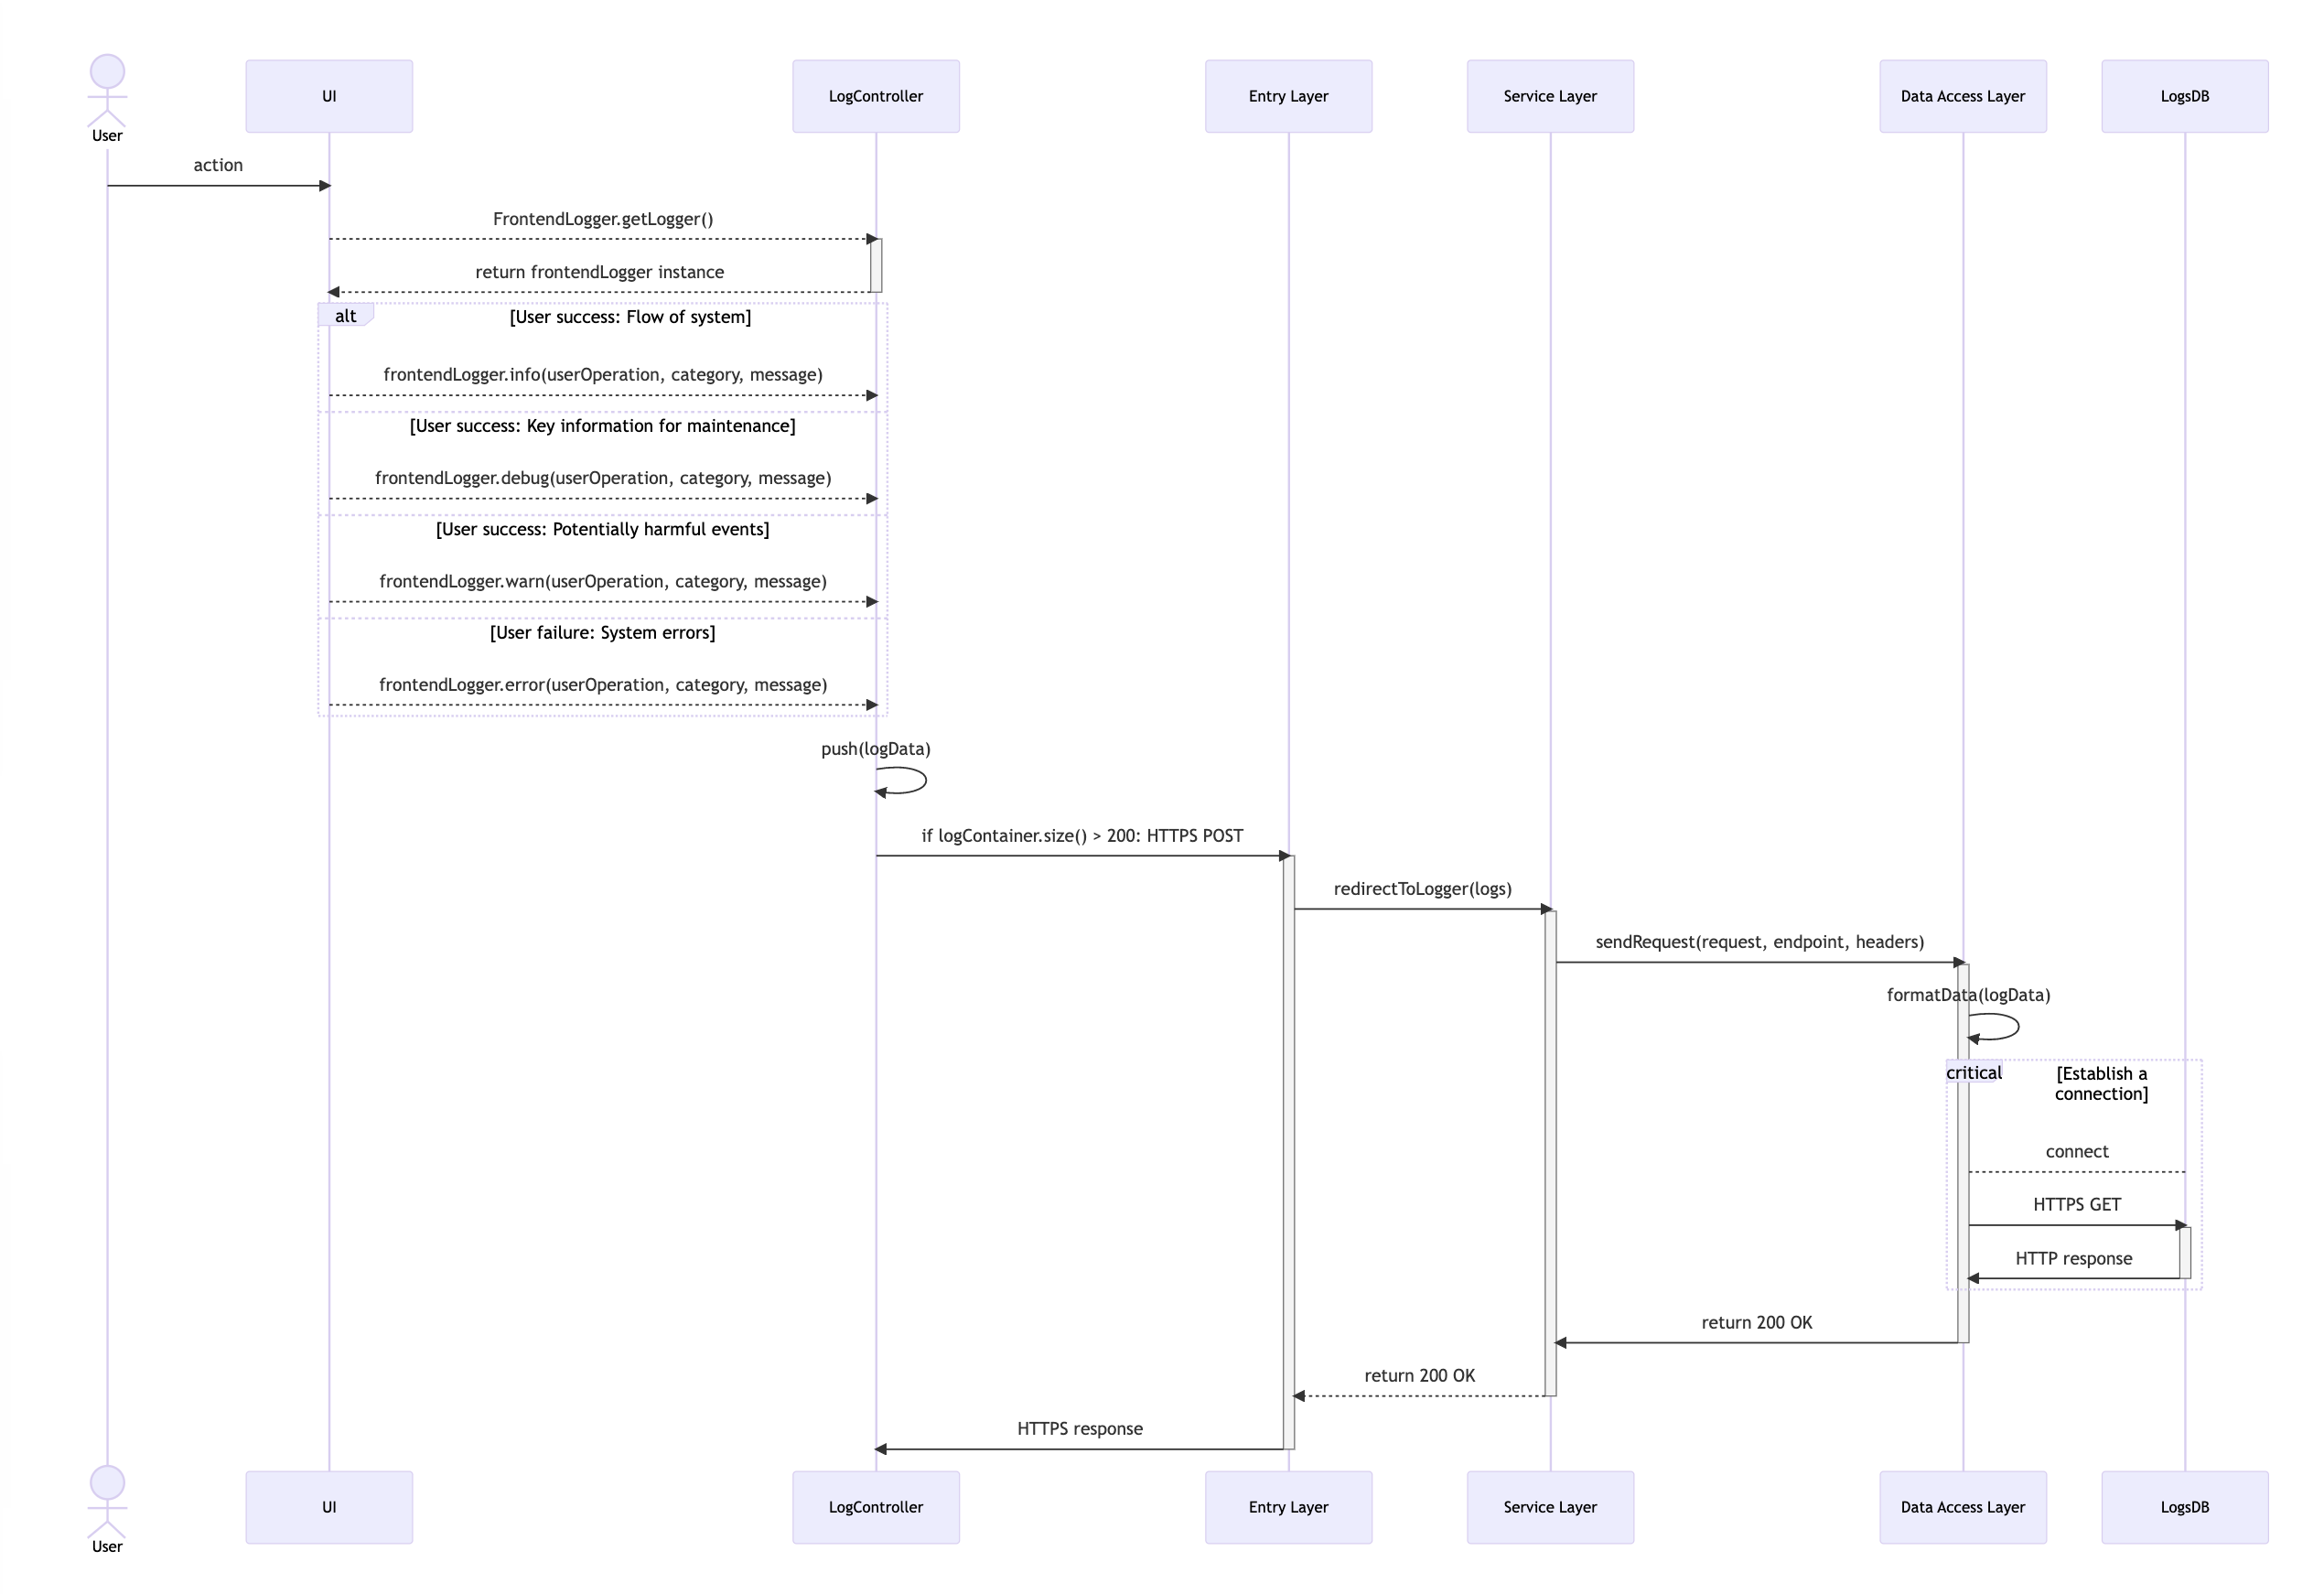 User
UI
LogController
Entry Layer
Service Layer
Data Access Layer
LogsDB
action
FrontendLogger.getLogger()
return frontendLogger instance
alt
[User success: Flow of system]
frontendLogger.info(userOperation, category, message)
[User success: Key information for maintenance]
frontendLogger.debug(userOperation, category, message)
[User success: Potentially harmful events]
frontendLogger.warn(userOperation, category, message)
[User failure: System errors]
frontendLogger.error(userOperation, category, message)
push(logData)
if logContainer.size() > 200: HTTPS POST
redirectToLogger(logs)
sendRequest(request, endpoint, headers)
formatData(logData)
critical
[Establish a
connection]
connect
HTTPS GET
HTTP response
return 200 OK
return 200 OK
HTTPS response
User
UI
LogController
Entry Layer
Service Layer
Data Access Layer
LogsDB